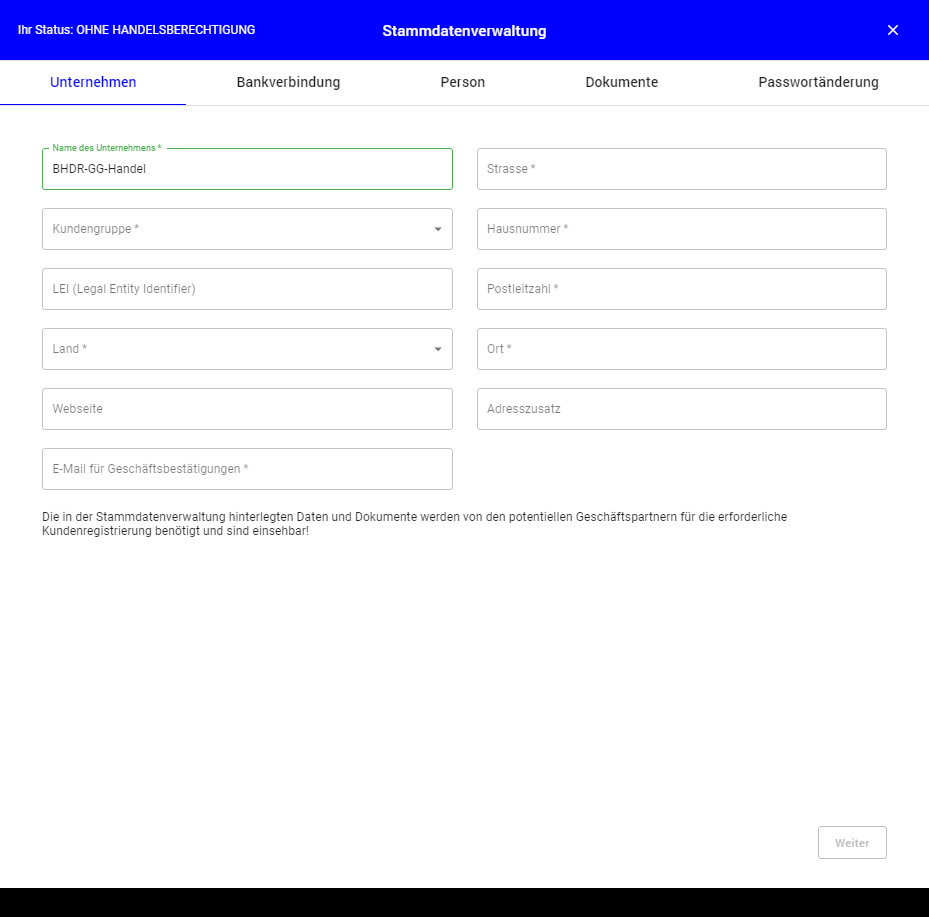 Ihr Status: OHNE HANDELSBERECHTIGUNG
Stammdatenverwaltung
Unternehmen
Bankverbindung
Person
Dokumente
Passwortänderung
Name des Unternehmens *
BHDR-GG-Handel
Strasse *
Kundengruppe *
Hausnummer *
LEI (Legal Entity Identifier)
Postleitzahl *
Land *
Ort *
Webseite
Adresszusatz
E-Mail für Geschäftsbestätigungen *
Die in der Stammdatenverwaltung hinterlegten Daten und Dokumente werden von den potentiellen Geschäftspartnern für die erforderliche
Kundenregistrierung benötigt und sind einsehbar!
Weiter